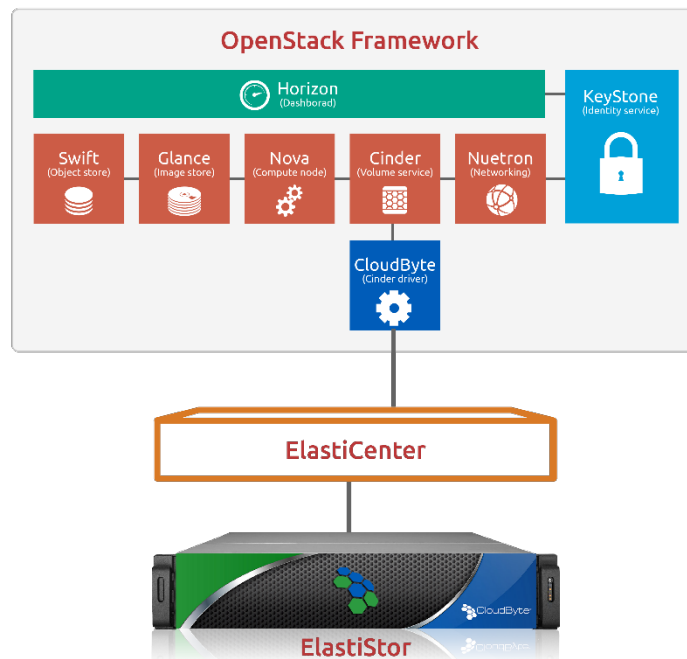 OpenStack Framework
Horizon
(Dashborad)
KeyStone
(Identity service)
Swift
(Object store)
Glance
(Image store)
Nova
(Compute node)
Cinder
(Volume service)
Nuetron
(Networking)
CloudByte
(Cinder driver)
ElastiCenter
CloudByte
ElastiStor